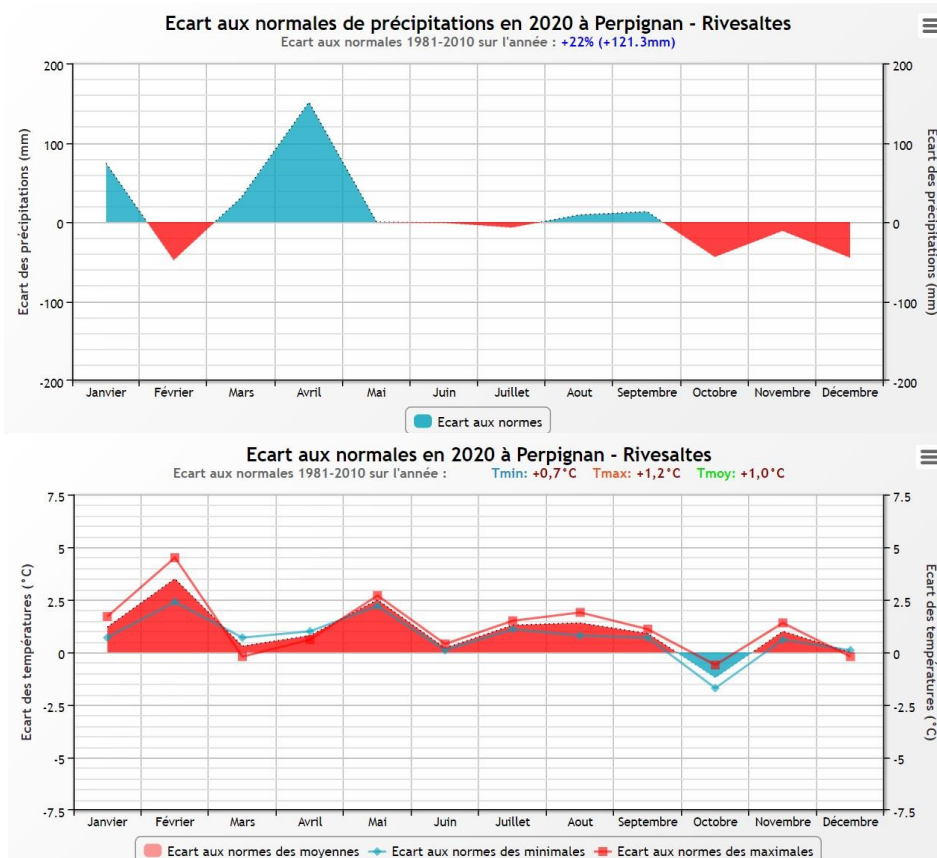 Ecart aux normales de précipitations en 2020 à Perpignan - Rivesaltes
Ecart aux normales 1981-2010 sur l'année : +22% (+121.3mm)
Ecart des précipitations (mm)
200
100
0
-100
-200
200
100
0
-100
-200
Ecart des précipitations (mm)
Janvier Février Mars Avril Mai Juin Juillet Aout Septembre Octobre Novembre Décembre
Ecart aux normes
Ecart aux normales en 2020 à Perpignan - Rivesaltes
Ecart aux normales 1981-2010 sur l'année : Tmin: +0,7°C Tmax: +1,2°C Tmoy: +1,0°C
Ecart des températures (°C)
7.5
5
2.5
0
-2.5
-5
-7.5
7.5
5
2.5
0
-2.5
-5
-7.5
Ecart des températures (°C)
Janvier Février Mars Avril Mai Juin Juillet Aout Septembre Octobre Novembre Décembre
Ecart aux normes des moyennes Ecart aux normes des minimales Ecart aux normes des maximales